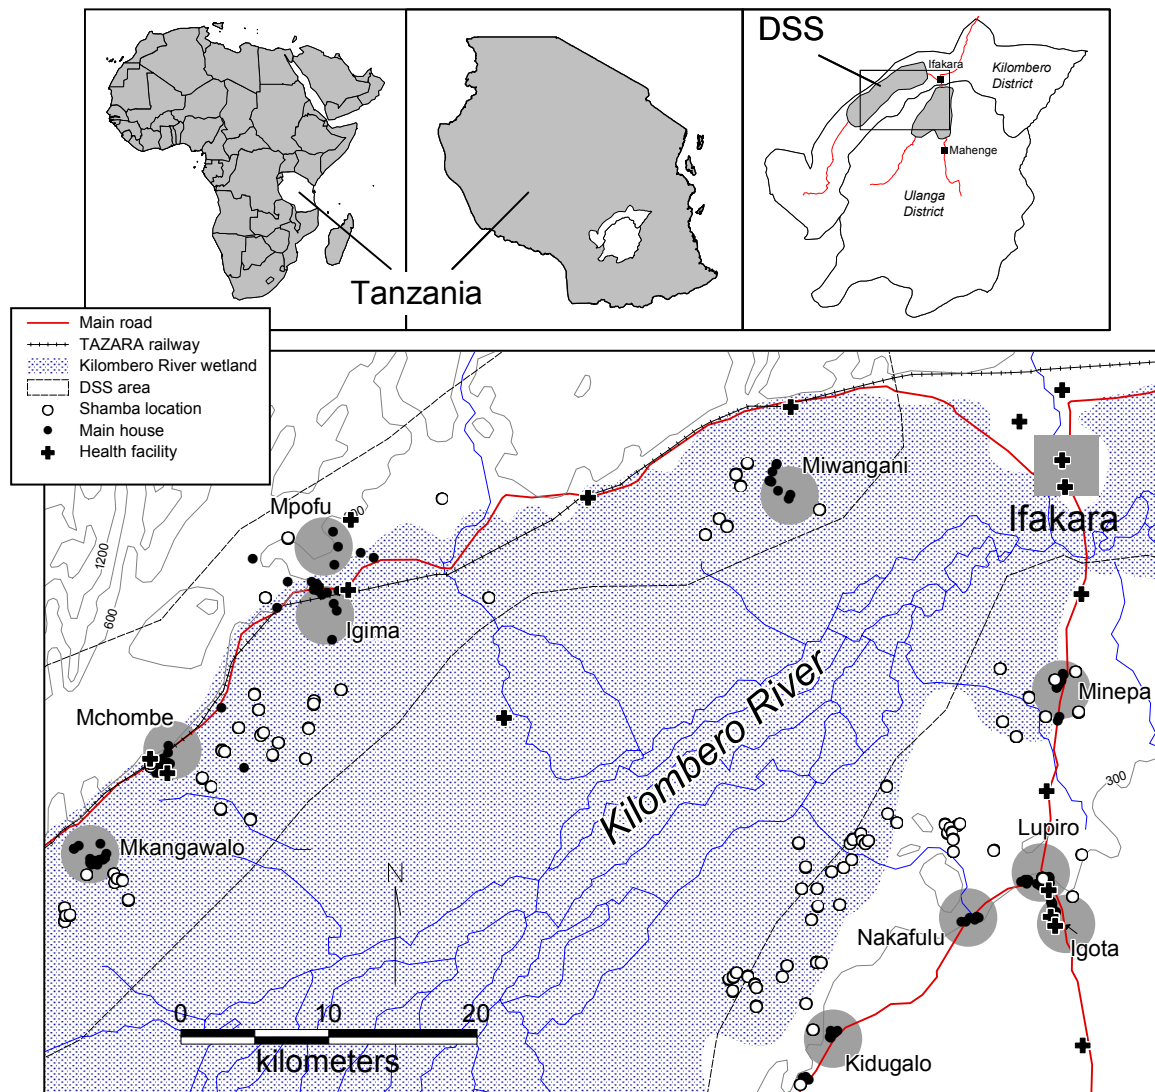 DSS
Ifakara
Kilombero
District
Mahenge
Ulanga
District
Tanzania
Main road
TAZARA railway
Kilombero River wetland
DSS area
Shamba location
Main house
Health facility
Miwangani
Mpofu
Ifakara
1200
600
Igima
Minepa
Mchombe
Kilombero River
300
Lupiro
Mkangawalo
N
Nakafulu
Igota
0 10 20
kilometers
Kidugalo